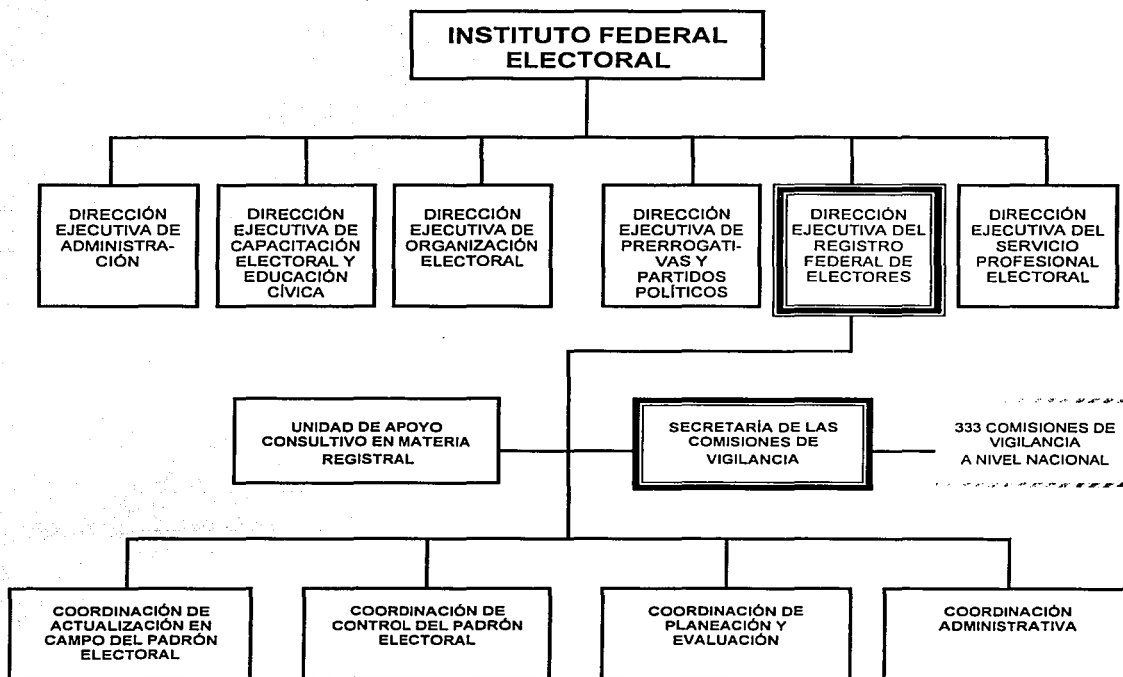 INSTITUTO FEDERAL
ELECTORAL
DIRECCIÓN
EJECUTIVA DE
ADMINISTRA-
CIÓN
DIRECCIÓN
EJECUTIVA DE
CAPACITACIÓN
ELECTORAL Y
EDUCACIÓN
CÍVICA
DIRECCIÓN
EJECUTIVA DE
ORGANIZACIÓN
ELECTORAL
DIRECCIÓN
EJECUTIVA DE
PRERROGATI-
VAS Y
PARTIDOS
POLÍTICOS
DIRECCIÓN
EJECUTIVA DEL
REGISTRO
FEDERAL DE
ELECTORES
DIRECCIÓN
EJECUTIVA DEL
SERVICIO
PROFESIONAL
ELECTORAL
UNIDAD DE APOYO
CONSULTIVO EN MATERIA
REGISTRAL
SECRETARÍA DE LAS
COMISIONES DE
VIGILANCIA
333 COMISIONES DE
VIGILANCIA
A NIVEL NACIONAL
COORDINACIÓN DE
ACTUALIZACIÓN EN
CAMPO DEL PADRÓN
ELECTORAL
COORDINACIÓN DE
CONTROL DEL PADRÓN
ELECTORAL
COORDINACIÓN DE
PLANEACIÓN Y
EVALUACIÓN
COORDINACIÓN
ADMINISTRATIVA